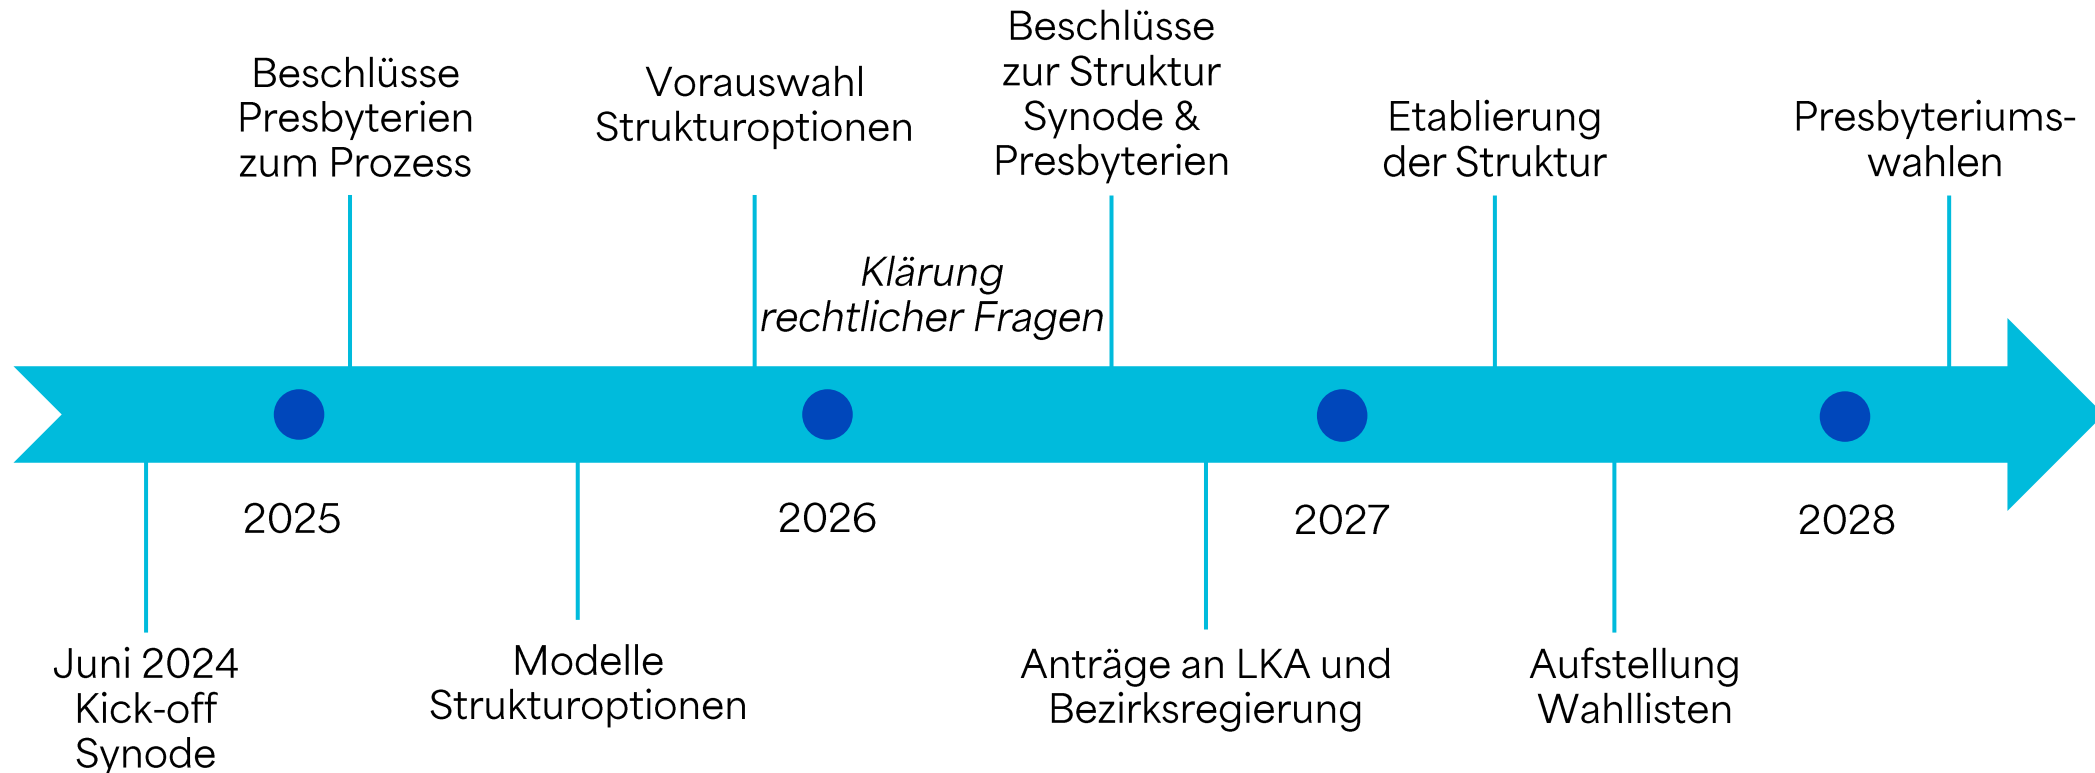 Beschlüsse
Presbyterien
zum Prozess
Vorauswahl
Strukturoptionen
Beschlüsse
zur Struktur
Synode &
Presbyterien
Etablierung
der Struktur
Presbyteriums-
wahlen
Klärung
rechtlicher Fragen
2025
2026
2027
2028
Juni 2024
Kick-off
Synode
Modelle
Strukturoptionen
Anträge an LKA und
Bezirksregierung
Aufstellung
Wahllisten